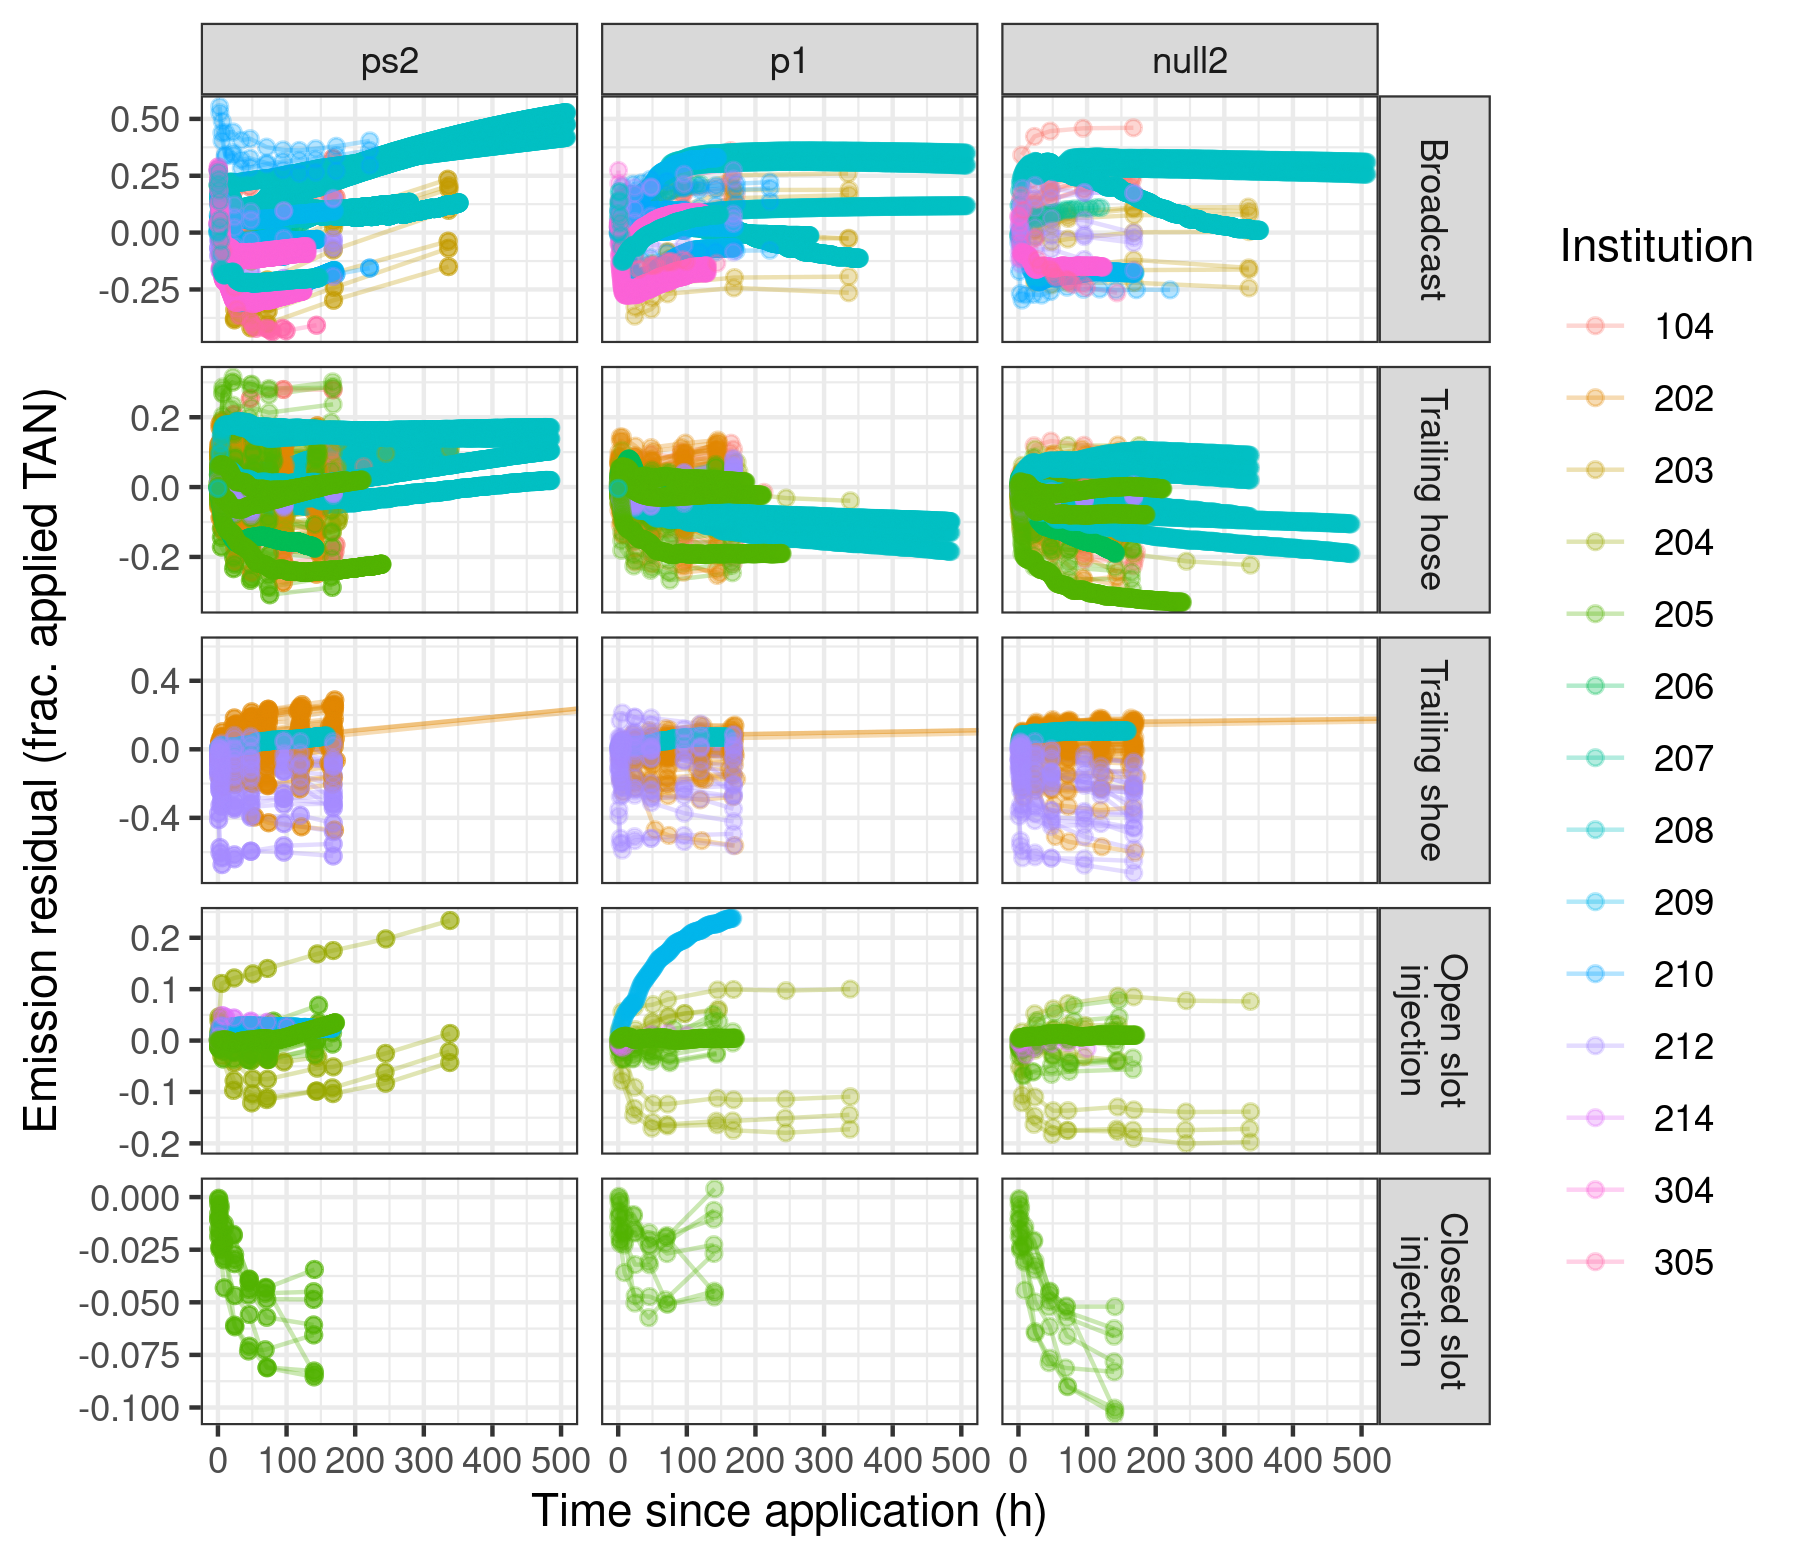 ps2 p1 null2
0.50
0.25
0.00
-0.25
Broadcast
0.2
0.0
-0.2
Trailing hose
0.4
0.0
-0.4
Trailing shoe
0.2
0.1
0.0
-0.1
-0.2
Open slot
injection
0.000
-0.025
-0.050
-0.075
-0.100
Closed slot
injection
0 100 200 300 400 500 0 100 200 300 400 500 0 100 200 300 400 500
Time since application (h)
Emission residual (frac. applied TAN)
Institution
104
202
203
204
205
206
207
208
209
210
212
214
304
305